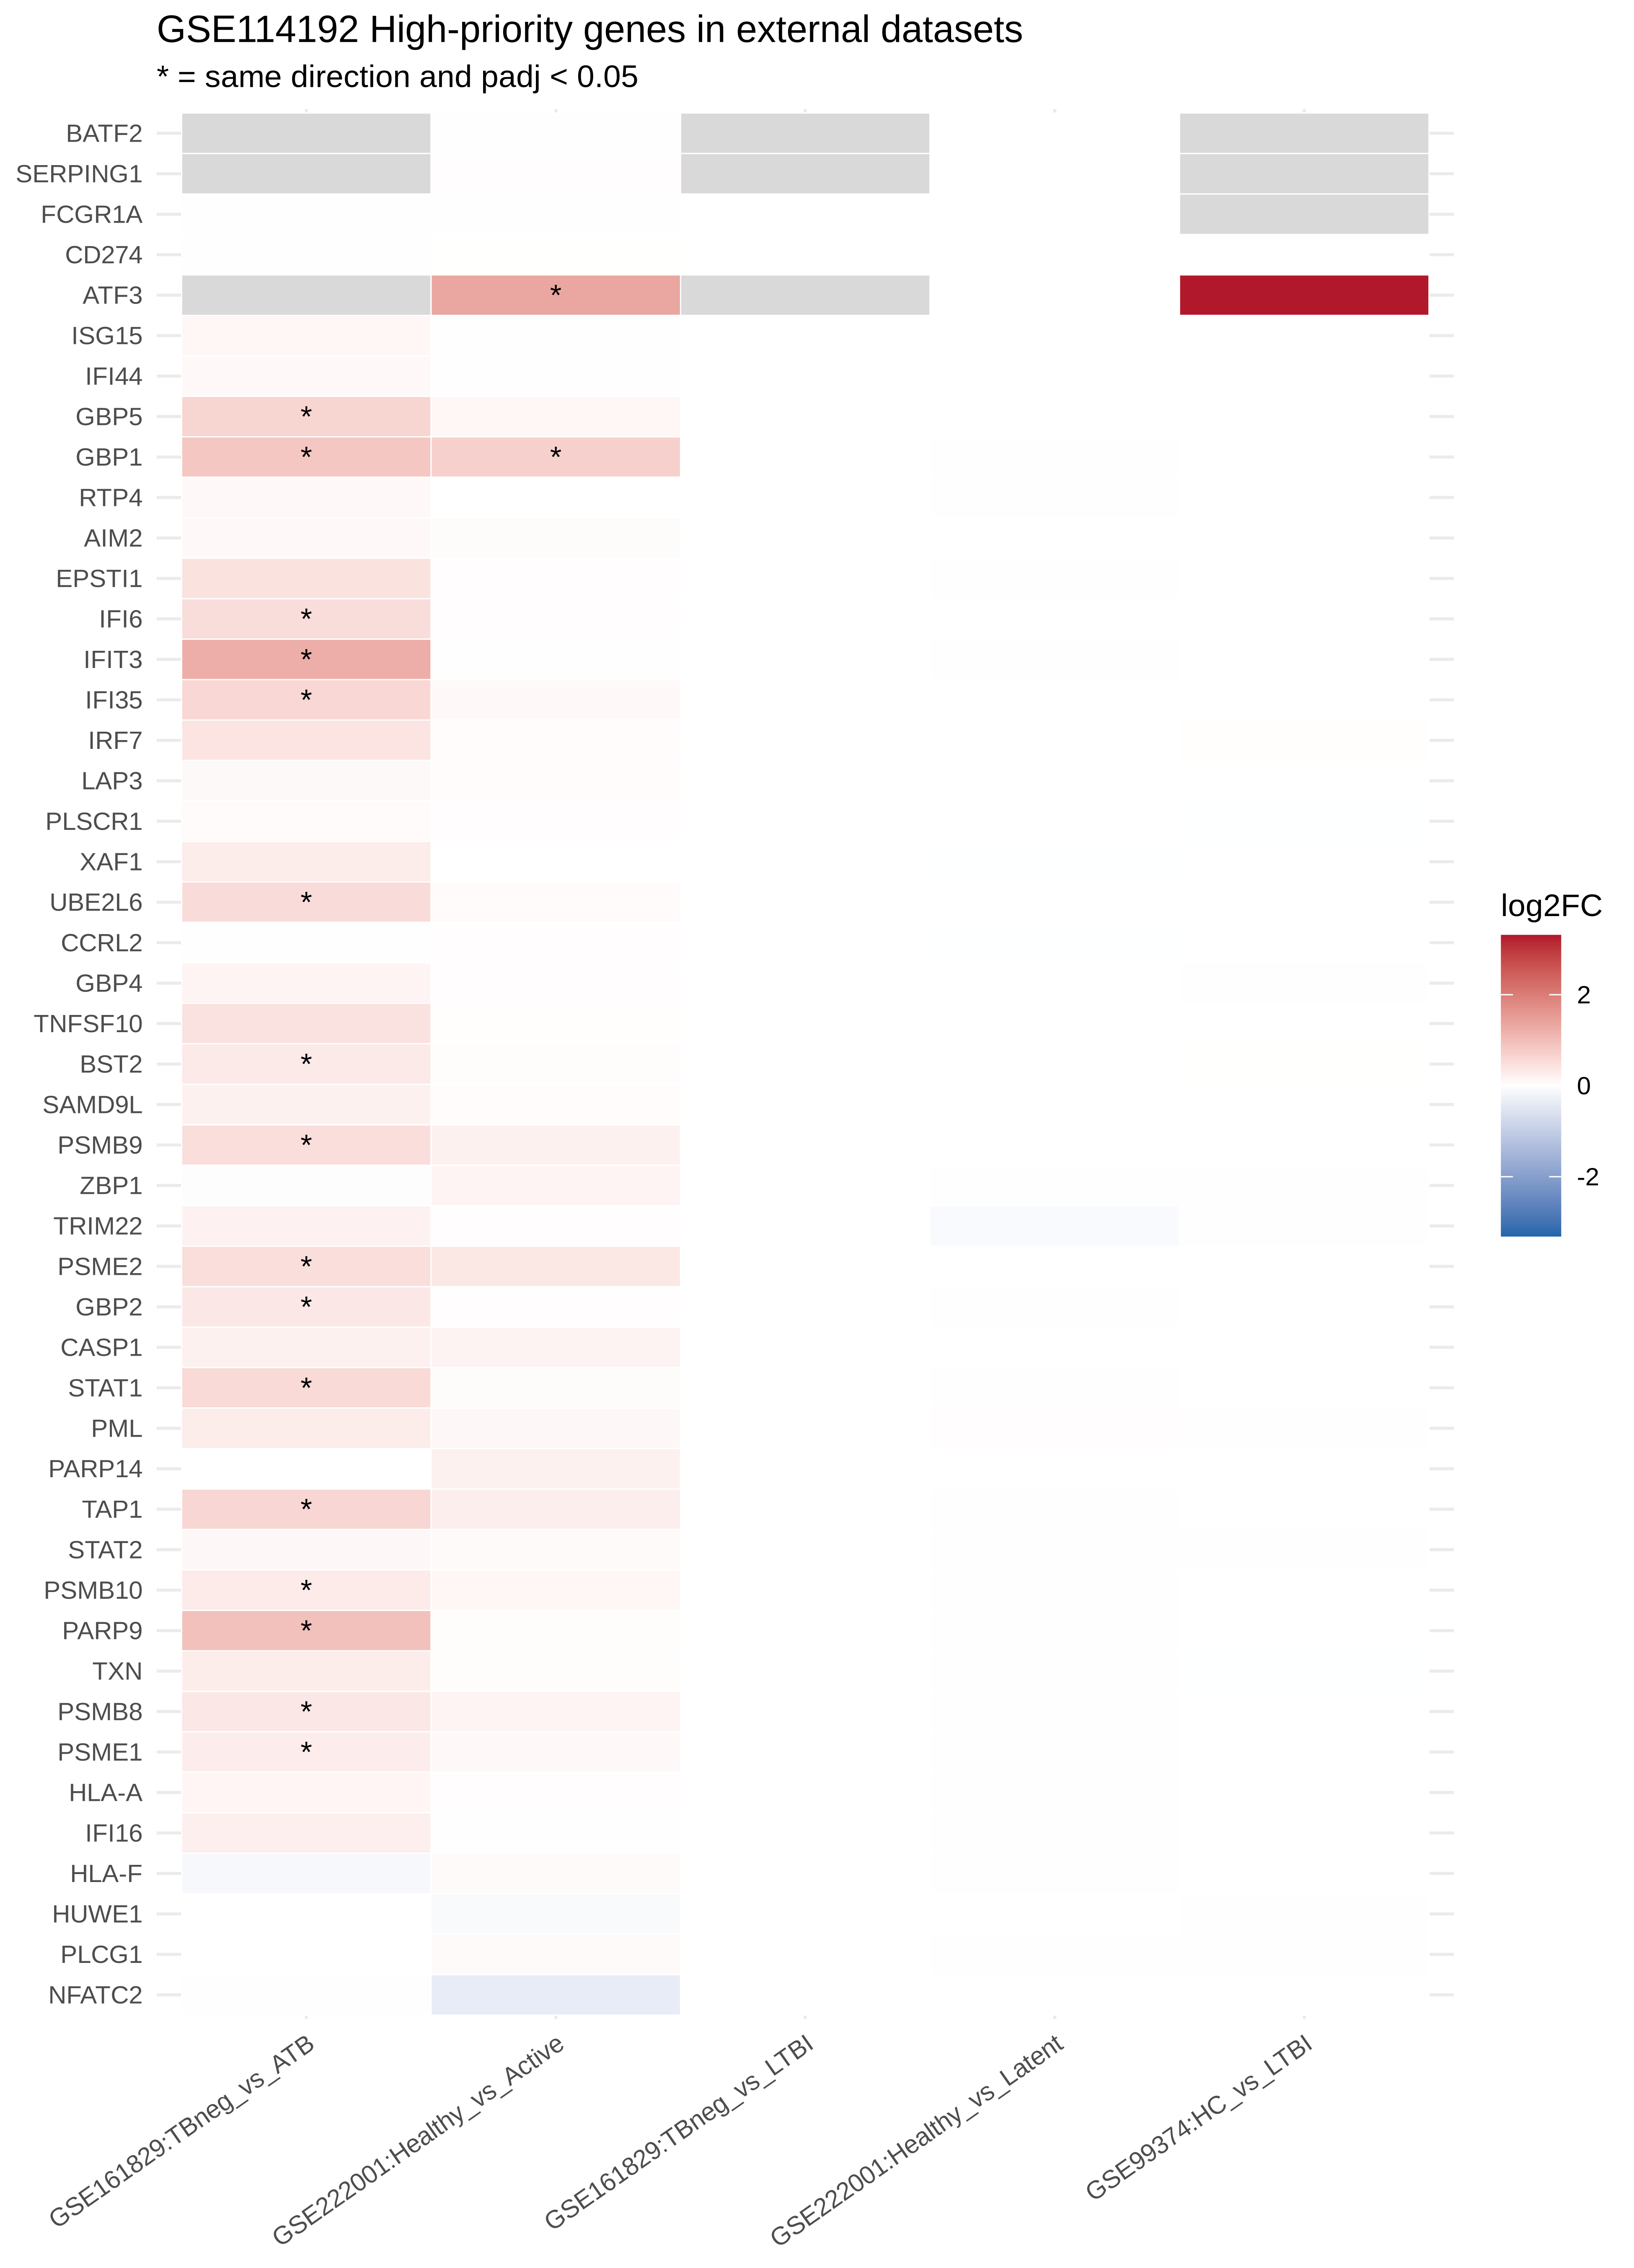 GSE114192 High-priority genes in external datasets
* = same direction and padj < 0.05
BATF2
SERPING1
FCGR1A
CD274
ATF3 *
ISG15
IFI44
GBP5 *
GBP1 * *
RTP4
AIM2
EPSTI1
IFI6 *
IFIT3 *
IFI35 *
IRF7
LAP3
PLSCR1
XAF1
UBE2L6 *
CCRL2
GBP4
TNFSF10
BST2 *
SAMD9L
PSMB9 *
ZBP1
TRIM22
PSME2 *
GBP2 *
CASP1
STAT1 *
PML
PARP14
TAP1 *
STAT2
PSMB10 *
PARP9 *
TXN
PSMB8 *
PSME1 *
HLA-A
IFI16
HLA-F
HUWE1
PLCG1
NFATC2
GSE161829:TBneg_vs_ATB
GSE222001:Healthy_vs_Active
GSE161829:TBneg_vs_LTBI
GSE222001:Healthy_vs_Latent
GSE99374:HC_vs_LTBI
log2FC
2
0
-2